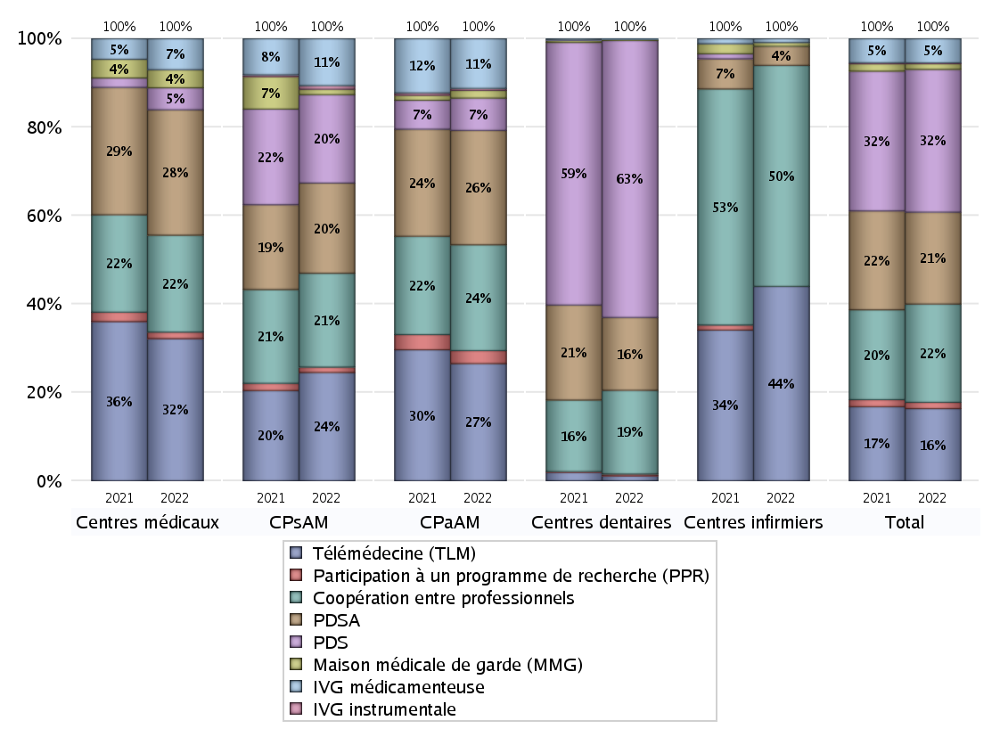 100% 100% 100% 100% 100% 100% 100% 100% 100% 100% 100% 100%
100%
80%
60%
40%
20%
0%
5% 4% 29% 22% 36%
7% 4% 5% 28% 22% 32%
8% 7% 22% 19% 21% 20%
11% 20% 20% 21% 24%
12% 7% 24% 22% 30%
11% 7% 26% 24% 27%
59% 21% 16%
63% 16% 19%
7% 53% 34%
4% 50% 44%
5% 32% 22% 20% 17%
5% 32% 21% 22% 16%
2021 2022 2021 2022 2021 2022 2021 2022 2021 2022 2021 2022
Centres médicaux CPsAM CPaAM Centres dentaires Centres infirmiers Total
Télémédecine (TLM)
Participation à un programme de recherche (PPR)
Coopération entre professionnels
PDSA
PDS
Maison médicale de garde (MMG)
IVG médicamenteuse
IVG instrumentale